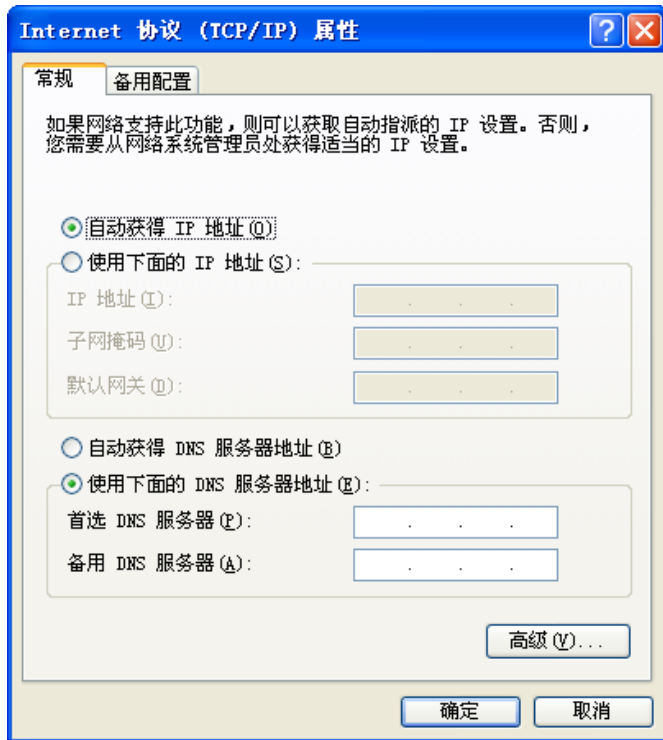 Internet 协议 (TCP/IP) 属性
常规
备用配置
如果网络支持此功能，则可以获取自动指派的 IP 设置。否则，
您需要从网络系统管理员处获得适当的 IP 设置。
自动获得 IP 地址(O)
使用下面的 IP 地址(S):
IP 地址(I):
子网掩码(U):
默认网关(D):
自动获得 DNS 服务器地址(B)
使用下面的 DNS 服务器地址(E):
首选 DNS 服务器(P):
备用 DNS 服务器(A):
高级(V)...
确定
取消